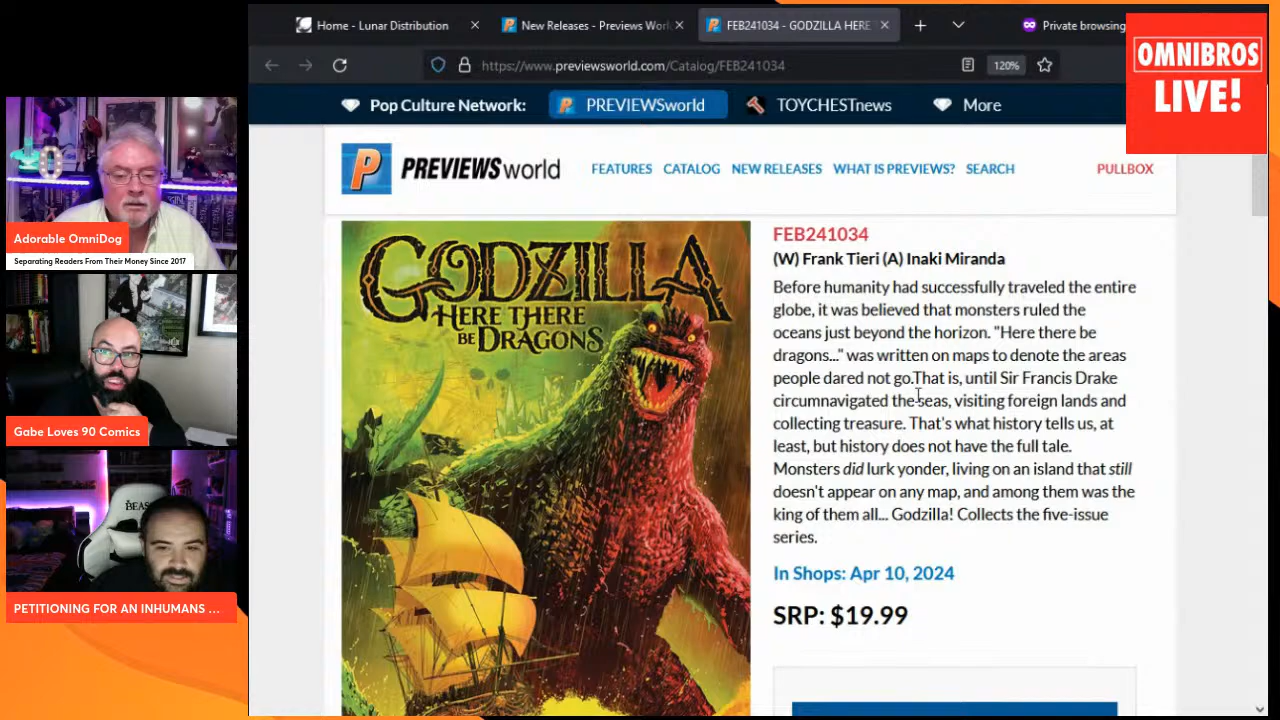 Home - Lunar Distribution
New Releases - Previews Worl
FEB241034 - GODZILLA HERE
Private browsing
https://www.previewsworld.com/Catalog/FEB241034
120%
OMNIBROS
LIVE!
Pop Culture Network:
PREVIEWSworld
TOYCHESTnews
More
PREVIEWSworld
FEATURES
CATALOG
NEW RELEASES
WHAT IS PREVIEWS?
SEARCH
PULLBOX
GODZILLA
HERE THERE
BE DRAGONS
FEB241034
(W) Frank Tieri (A) Inaki Miranda
Before humanity had successfully traveled the entire
globe, it was believed that monsters ruled the
oceans just beyond the horizon. "Here there be
dragons..." was written on maps to denote the areas
people dared not go.That is, until Sir Francis Drake
circumnavigated the seas, visiting foreign lands and
collecting treasure. That's what history tells us, at
least, but history does not have the full tale.
Monsters did lurk yonder, living on an island that still
doesn't appear on any map, and among them was the
king of them all... Godzilla! Collects the five-issue
series.
In Shops: Apr 10, 2024
SRP: $19.99
Adorable OmniDog
Separating Readers From Their Money Since 2017
Gabe Loves 90 Comics
BEAST
PETITIONING FOR AN INHUMANS ...